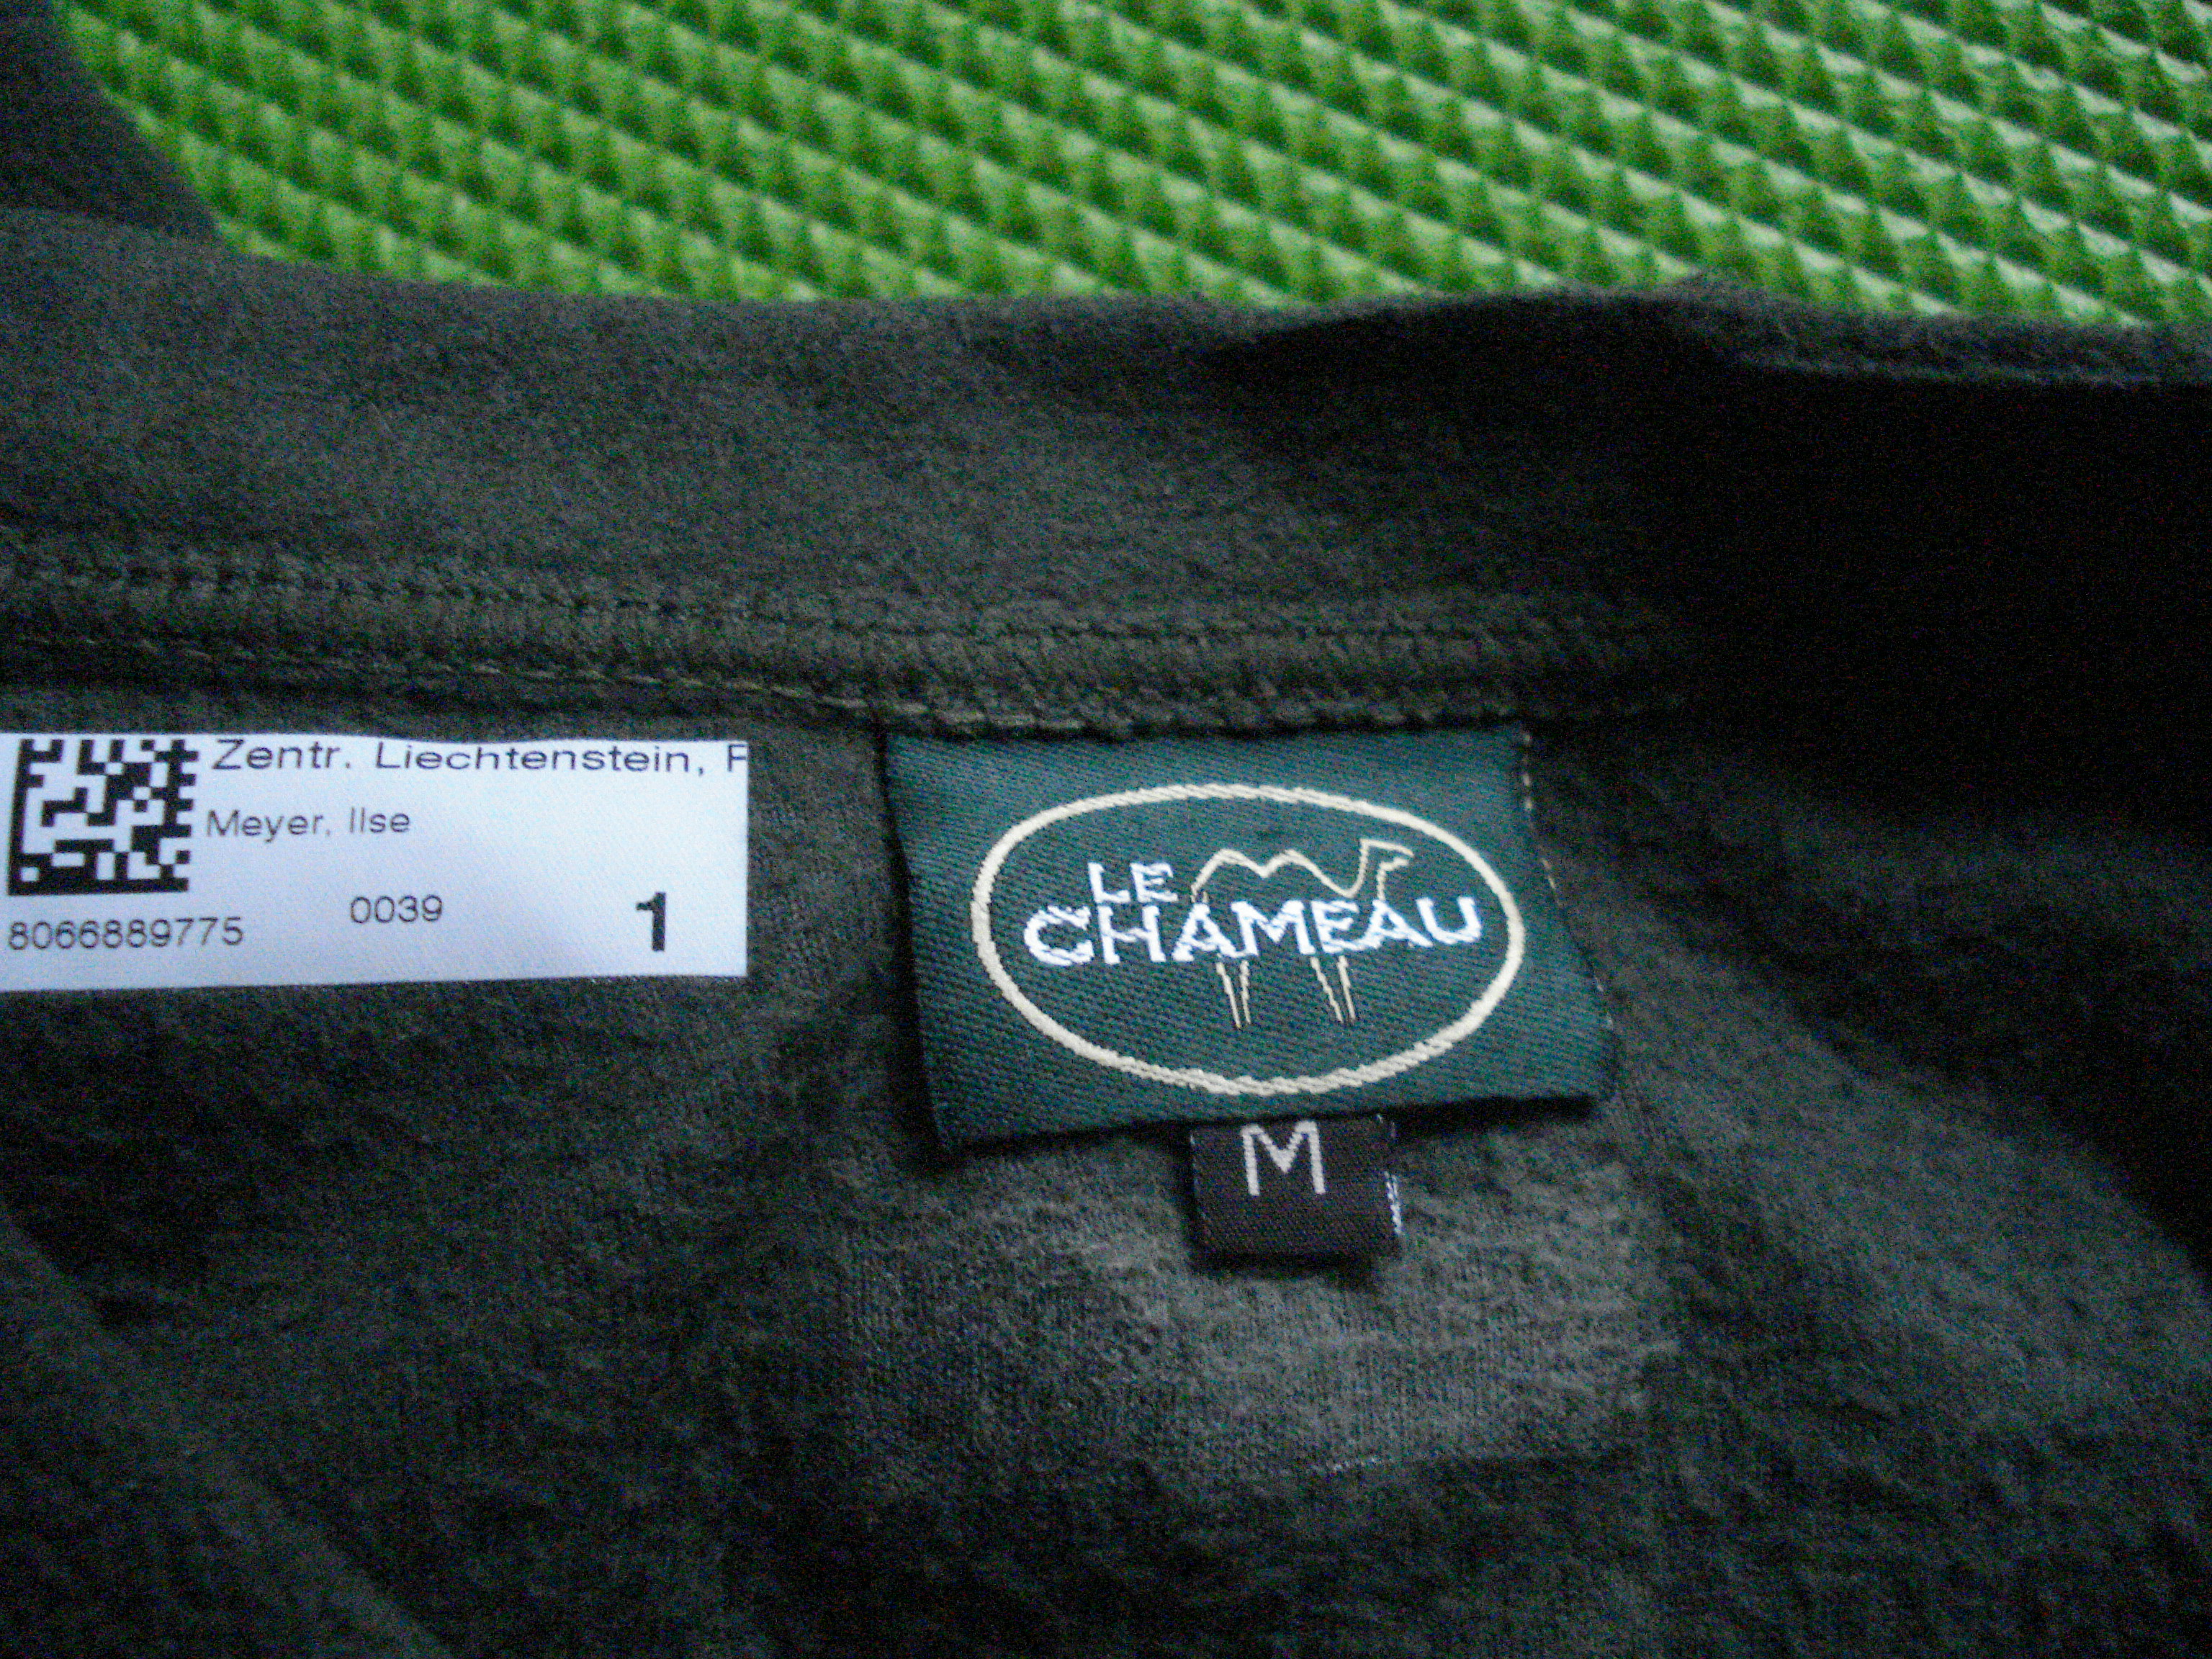 Zentr. Liechtenstein,
Meyer, Ilse
8066889775 0039 1
LE
CHAMEAU
M